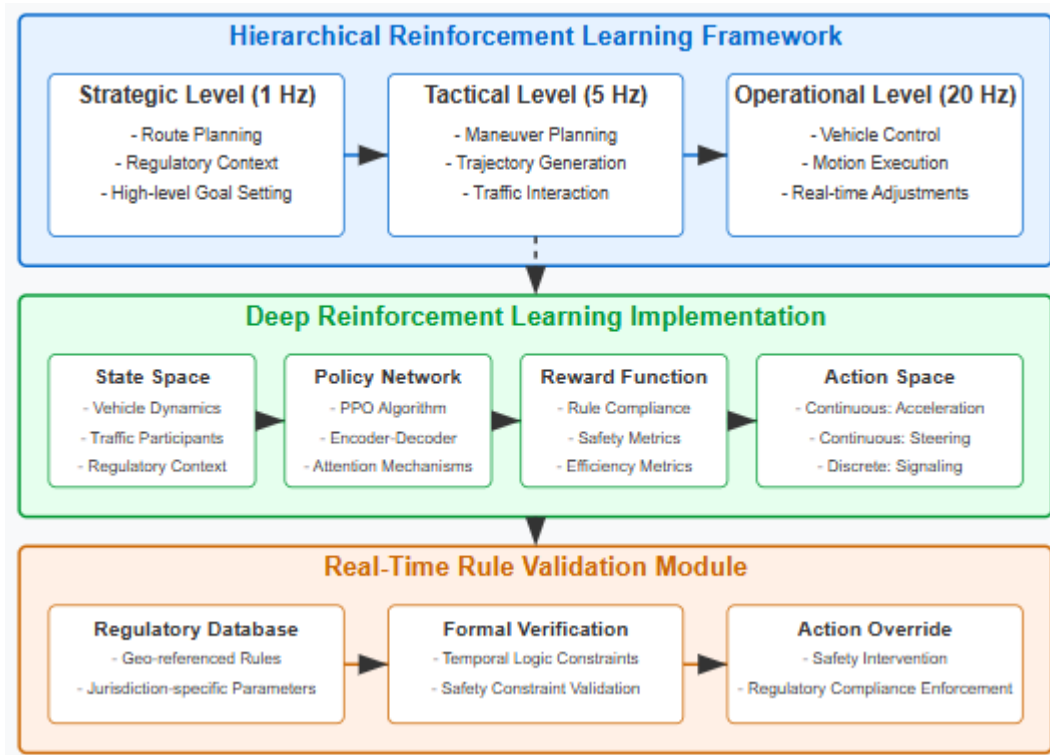 Hierarchical Reinforcement Learning Framework
Strategic Level (1 Hz)
- Route Planning
- Regulatory Context
- High-level Goal Setting
Tactical Level (5 Hz)
- Maneuver Planning
- Trajectory Generation
- Traffic Interaction
Operational Level (20 Hz)
- Vehicle Control
- Motion Execution
- Real-time Adjustments
Deep Reinforcement Learning Implementation
State Space
- Vehicle Dynamics
- Traffic Participants
- Regulatory Context
Policy Network
- PPO Algorithm
- Encoder-Decoder
- Attention Mechanisms
Reward Function
- Rule Compliance
- Safety Metrics
- Efficiency Metrics
Action Space
- Continuous: Acceleration
- Continuous: Steering
- Discrete: Signaling
Real-Time Rule Validation Module
Regulatory Database
- Geo-referenced Rules
- Jurisdiction-specific Parameters
Formal Verification
- Temporal Logic Constraints
- Safety Constraint Validation
Action Override
- Safety Intervention
- Regulatory Compliance Enforcement